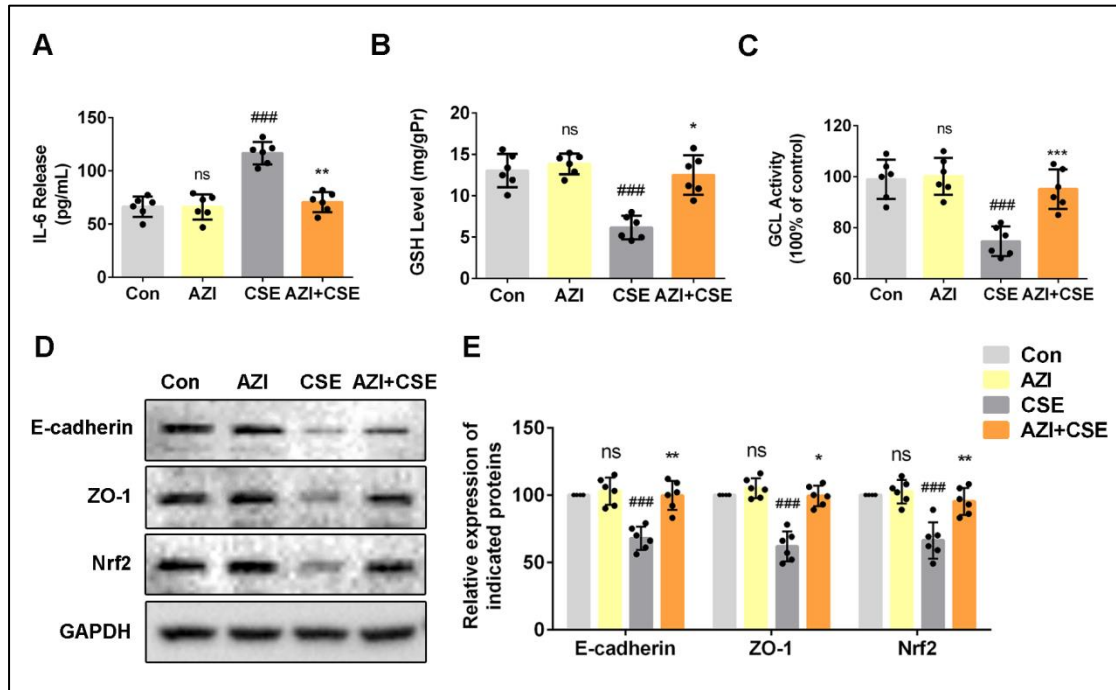 A
IL-6 Release
(pg/mL)
150
100
50
0
ns
###
**
Con AZI CSE AZI+CSE
B
GSH Level (mg/gPr)
20
15
10
5
0
ns
###
*
Con AZI CSE AZI+CSE
C
GCL Activity
(100% of control)
120
100
80
60
ns
###
***
Con AZI CSE AZI+CSE
D
Con AZI CSE AZI+CSE
E-cadherin
ZO-1
Nrf2
GAPDH
E
Con
AZI
CSE
AZI+CSE
Relative expression of
indicated proteins
150
100
50
0
ns ### **
ns ### *
ns ### **
E-cadherin ZO-1 Nrf2